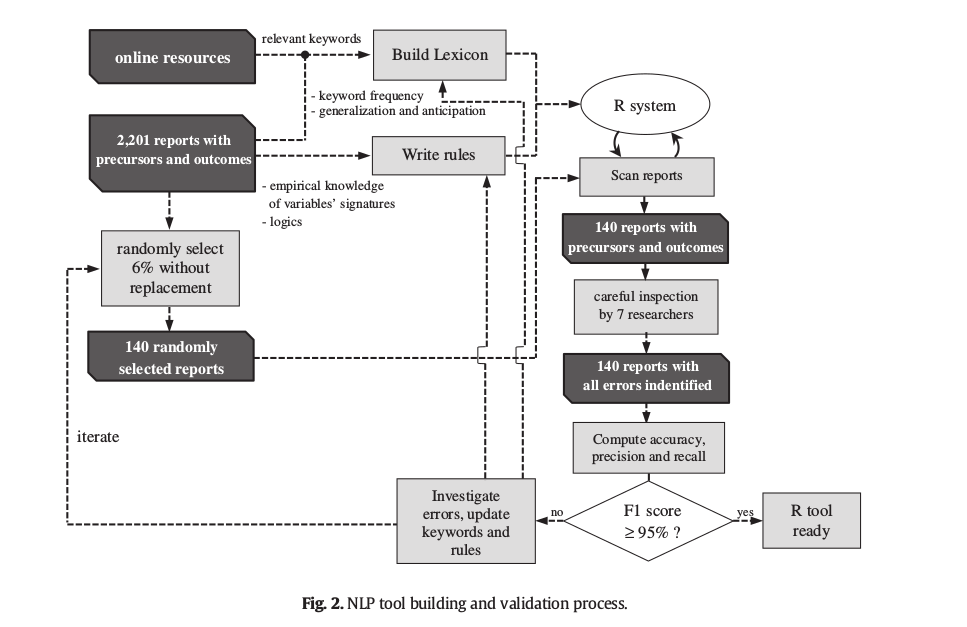 relevant keywords
online resources
Build Lexicon
- keyword frequency
- generalization and anticipation
R system
2,201 reports with
precursors and outcomes
Write rules
- empirical knowledge
of variables' signatures
- logics
Scan reports
140 reports with
precursors and outcomes
randomly select
6% without
replacement
careful inspection
by 7 researchers
140 randomly
selected reports
140 reports with
all errors indentified
iterate
Compute accuracy,
precision and recall
Investigate
errors, update
keywords and
rules
no
F1 score
≥ 95% ?
yes
R tool
ready
Fig. 2. NLP tool building and validation process.